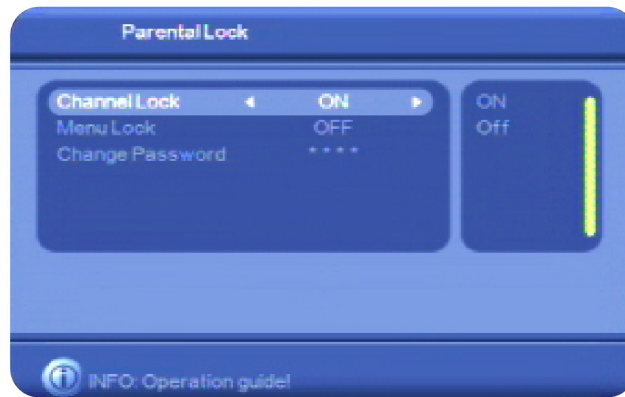 Parental Lock
Channel Lock ON
Menu Lock OFF
Change Password ****
ON
Off
INFO: Operation guide!